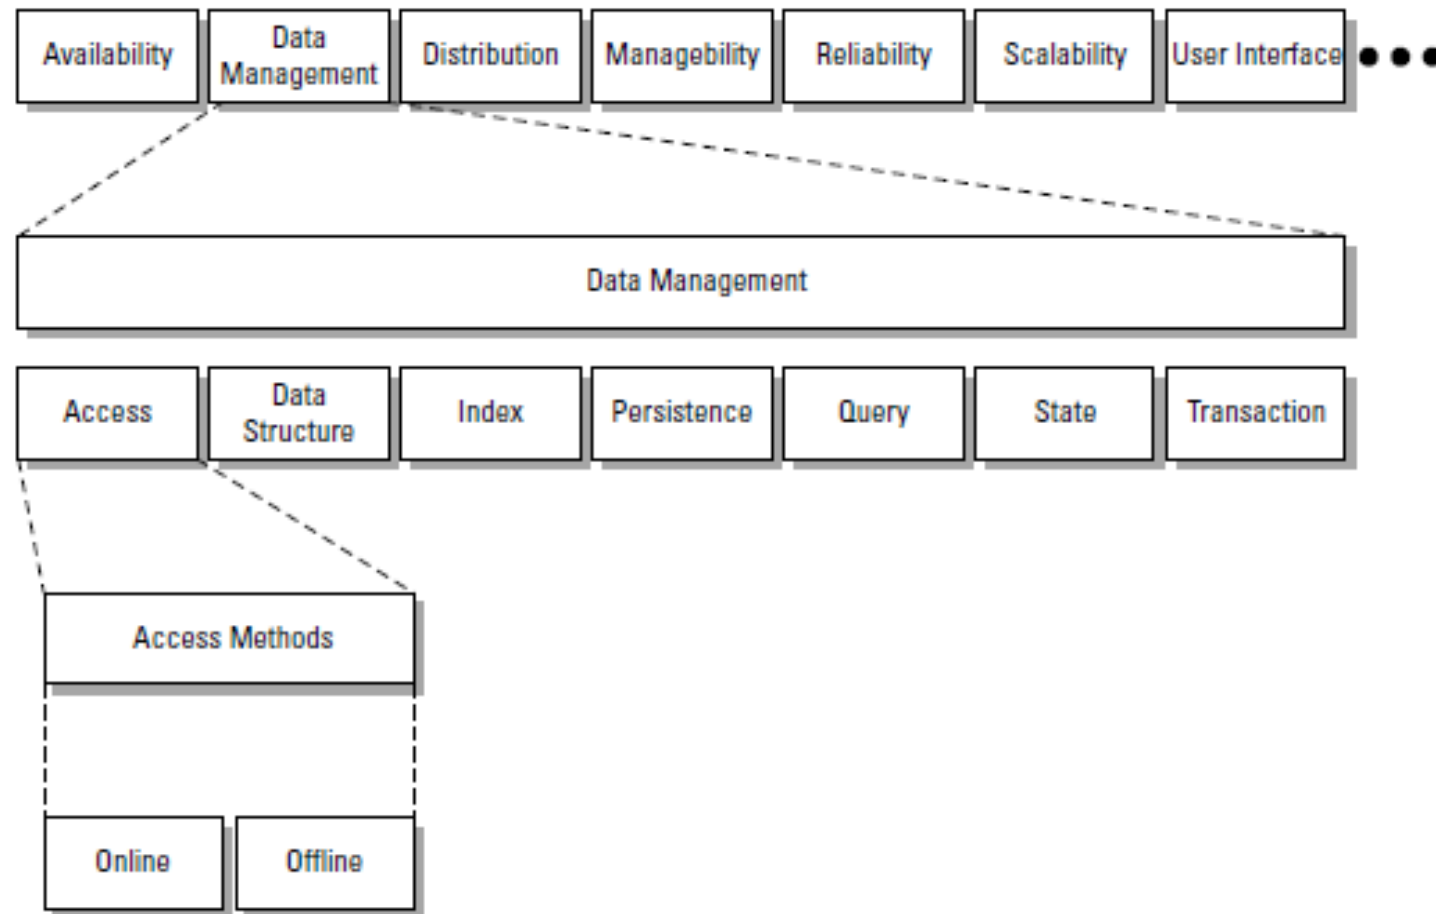 Availability
Data
Management
Distribution
Managebility
Reliability
Scalability
User Interface
Data Management
Access
Data
Structure
Index
Persistence
Query
State
Transaction
Access Methods
Online
Offline